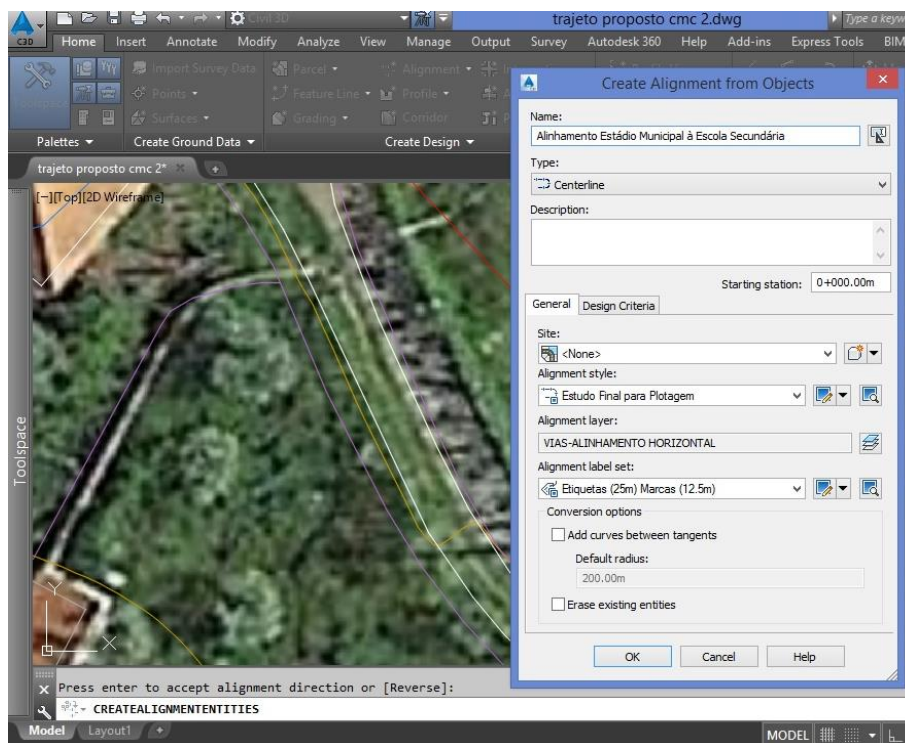 Civil 3D
trajeto proposto cmc 2.dwg
Type a keyw
C3D
Home Insert Annotate Modify Analyze View Manage Output Survey Autodesk 360 Help Add-ins Express Tools BIM
Import Survey Data
Parcel
Alignment
Points
Feature Line
Profile
Surfaces
Grading
Corridor
Palettes
Create Ground Data
Create Design
trajeto proposto cmc 2*
[−][Top][2D Wireframe]
Toolspace
Y
X
Create Alignment from Objects
Name:
Alinhamento Estádio Municipal à Escola Secundária
Type:
Centerline
Description:
Starting station: 0+000.00m
General Design Criteria
Site:
<None>
Alignment style:
Estudo Final para Plotagem
Alignment layer:
VIAS-ALINHAMENTO HORIZONTAL
Alignment label set:
Etiquetas (25m) Marcas (12.5m)
Conversion options
Add curves between tangents
Default radius:
200.00m
Erase existing entities
OK Cancel Help
Press enter to accept alignment direction or [Reverse]:
CREATEALIGNMENTENTITIES
Model Layout1
MODEL